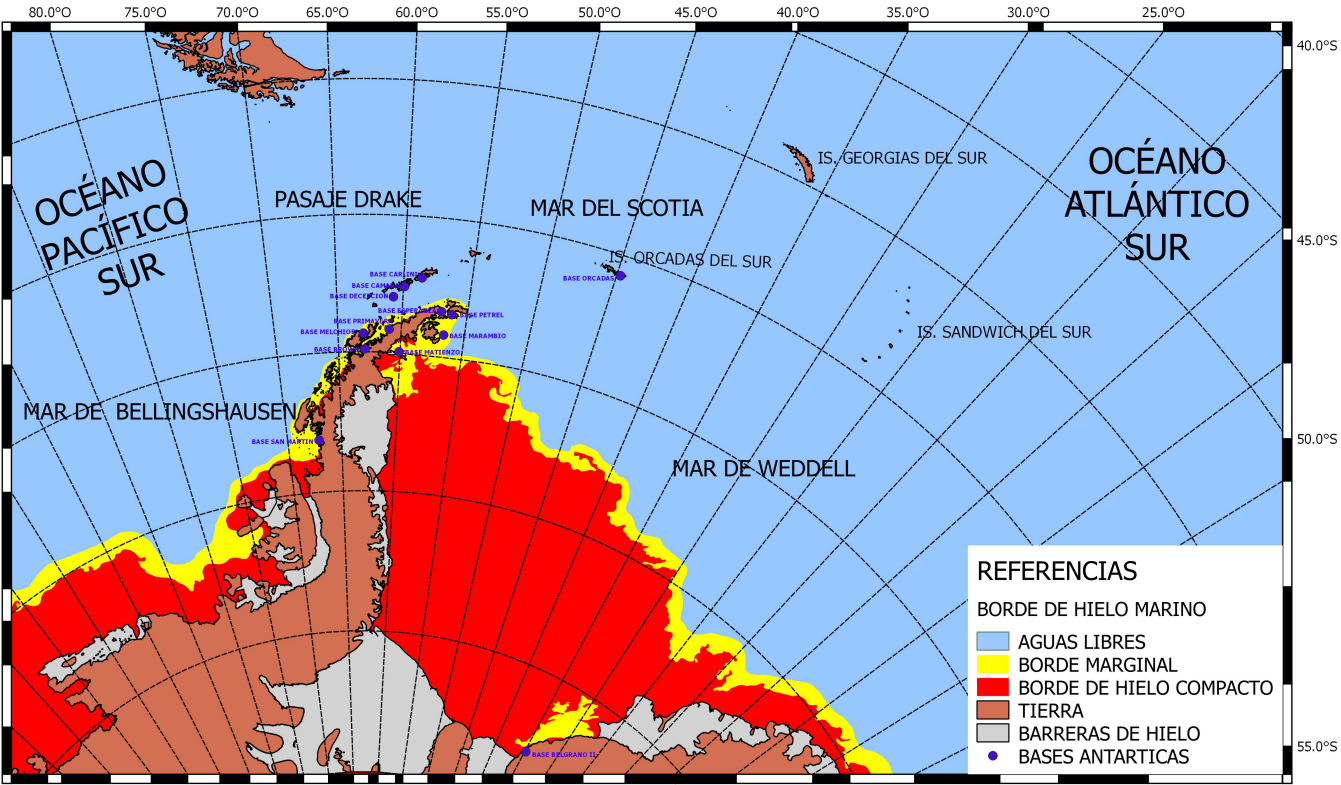 80.0°O 75.0°O 70.0°O 65.0°O 60.0°O 55.0°O 50.0°O 45.0°O 40.0°O 35.0°O 30.0°O 25.0°O
40.0°S
45.0°S
50.0°S
55.0°S
OCÉANO
PACÍFICO
SUR
PASAJE DRAKE
MAR DEL SCOTIA
IS. GEORGIAS DEL SUR
OCÉANO
ATLÁNTICO
SUR
IS. ORCADAS DEL SUR
BASE ORCADAS
IS. SANDWICH DEL SUR
BASE CARLINI
BASE
BASE DECEPCION
BASE
BASE PETREL
BASE
BASE MELCHIOR
BASE MARAMBIO
BASE
BASE MATIENZO
MAR DE BELLINGSHAUSEN
BASE SAN MARTIN
MAR DE WEDDELL
BASE BELGRANO II
REFERENCIAS
BORDE DE HIELO MARINO
AGUAS LIBRES
BORDE MARGINAL
BORDE DE HIELO COMPACTO
TIERRA
BARRERAS DE HIELO
BASES ANTARTICAS